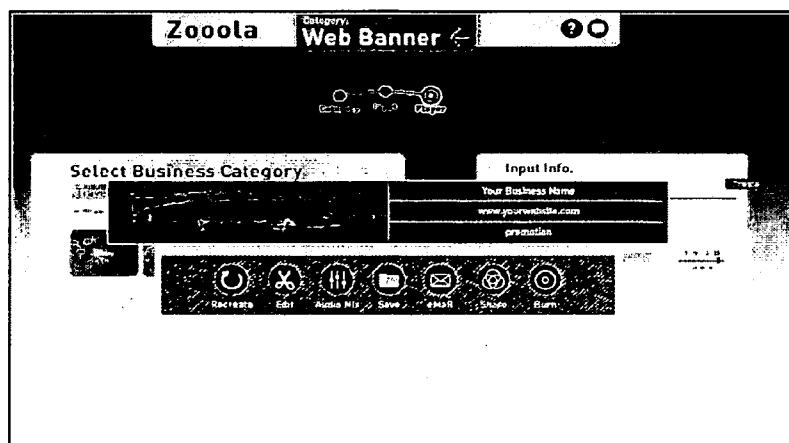 Zooola
Category:
Web Banner
?
Player
Select Business Category
Input Info.
Your Business Name
www.yourwebsite.com
promotion
Recreate Edit Audio Mix Save eMail Share Burn